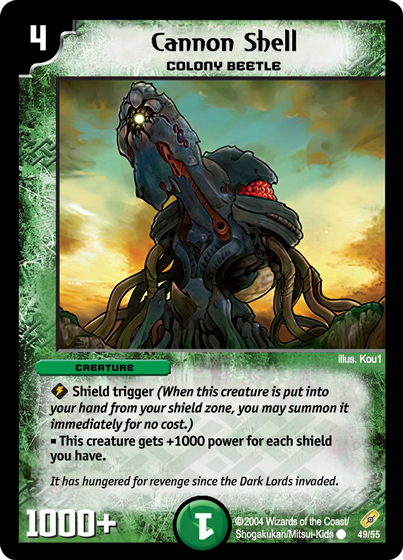 4
Cannon Shell
COLONY BEETLE
illus. Kou1
CREATURE
Shield trigger (When this creature is put into
your hand from your shield zone, you may summon it
immediately for no cost.)
▪ This creature gets +1000 power for each shield
you have.
It has hungered for revenge since the Dark Lords invaded.
1000+
1
©2004 Wizards of the Coast/
Shogakukan/Mitsui-Kids
49/55